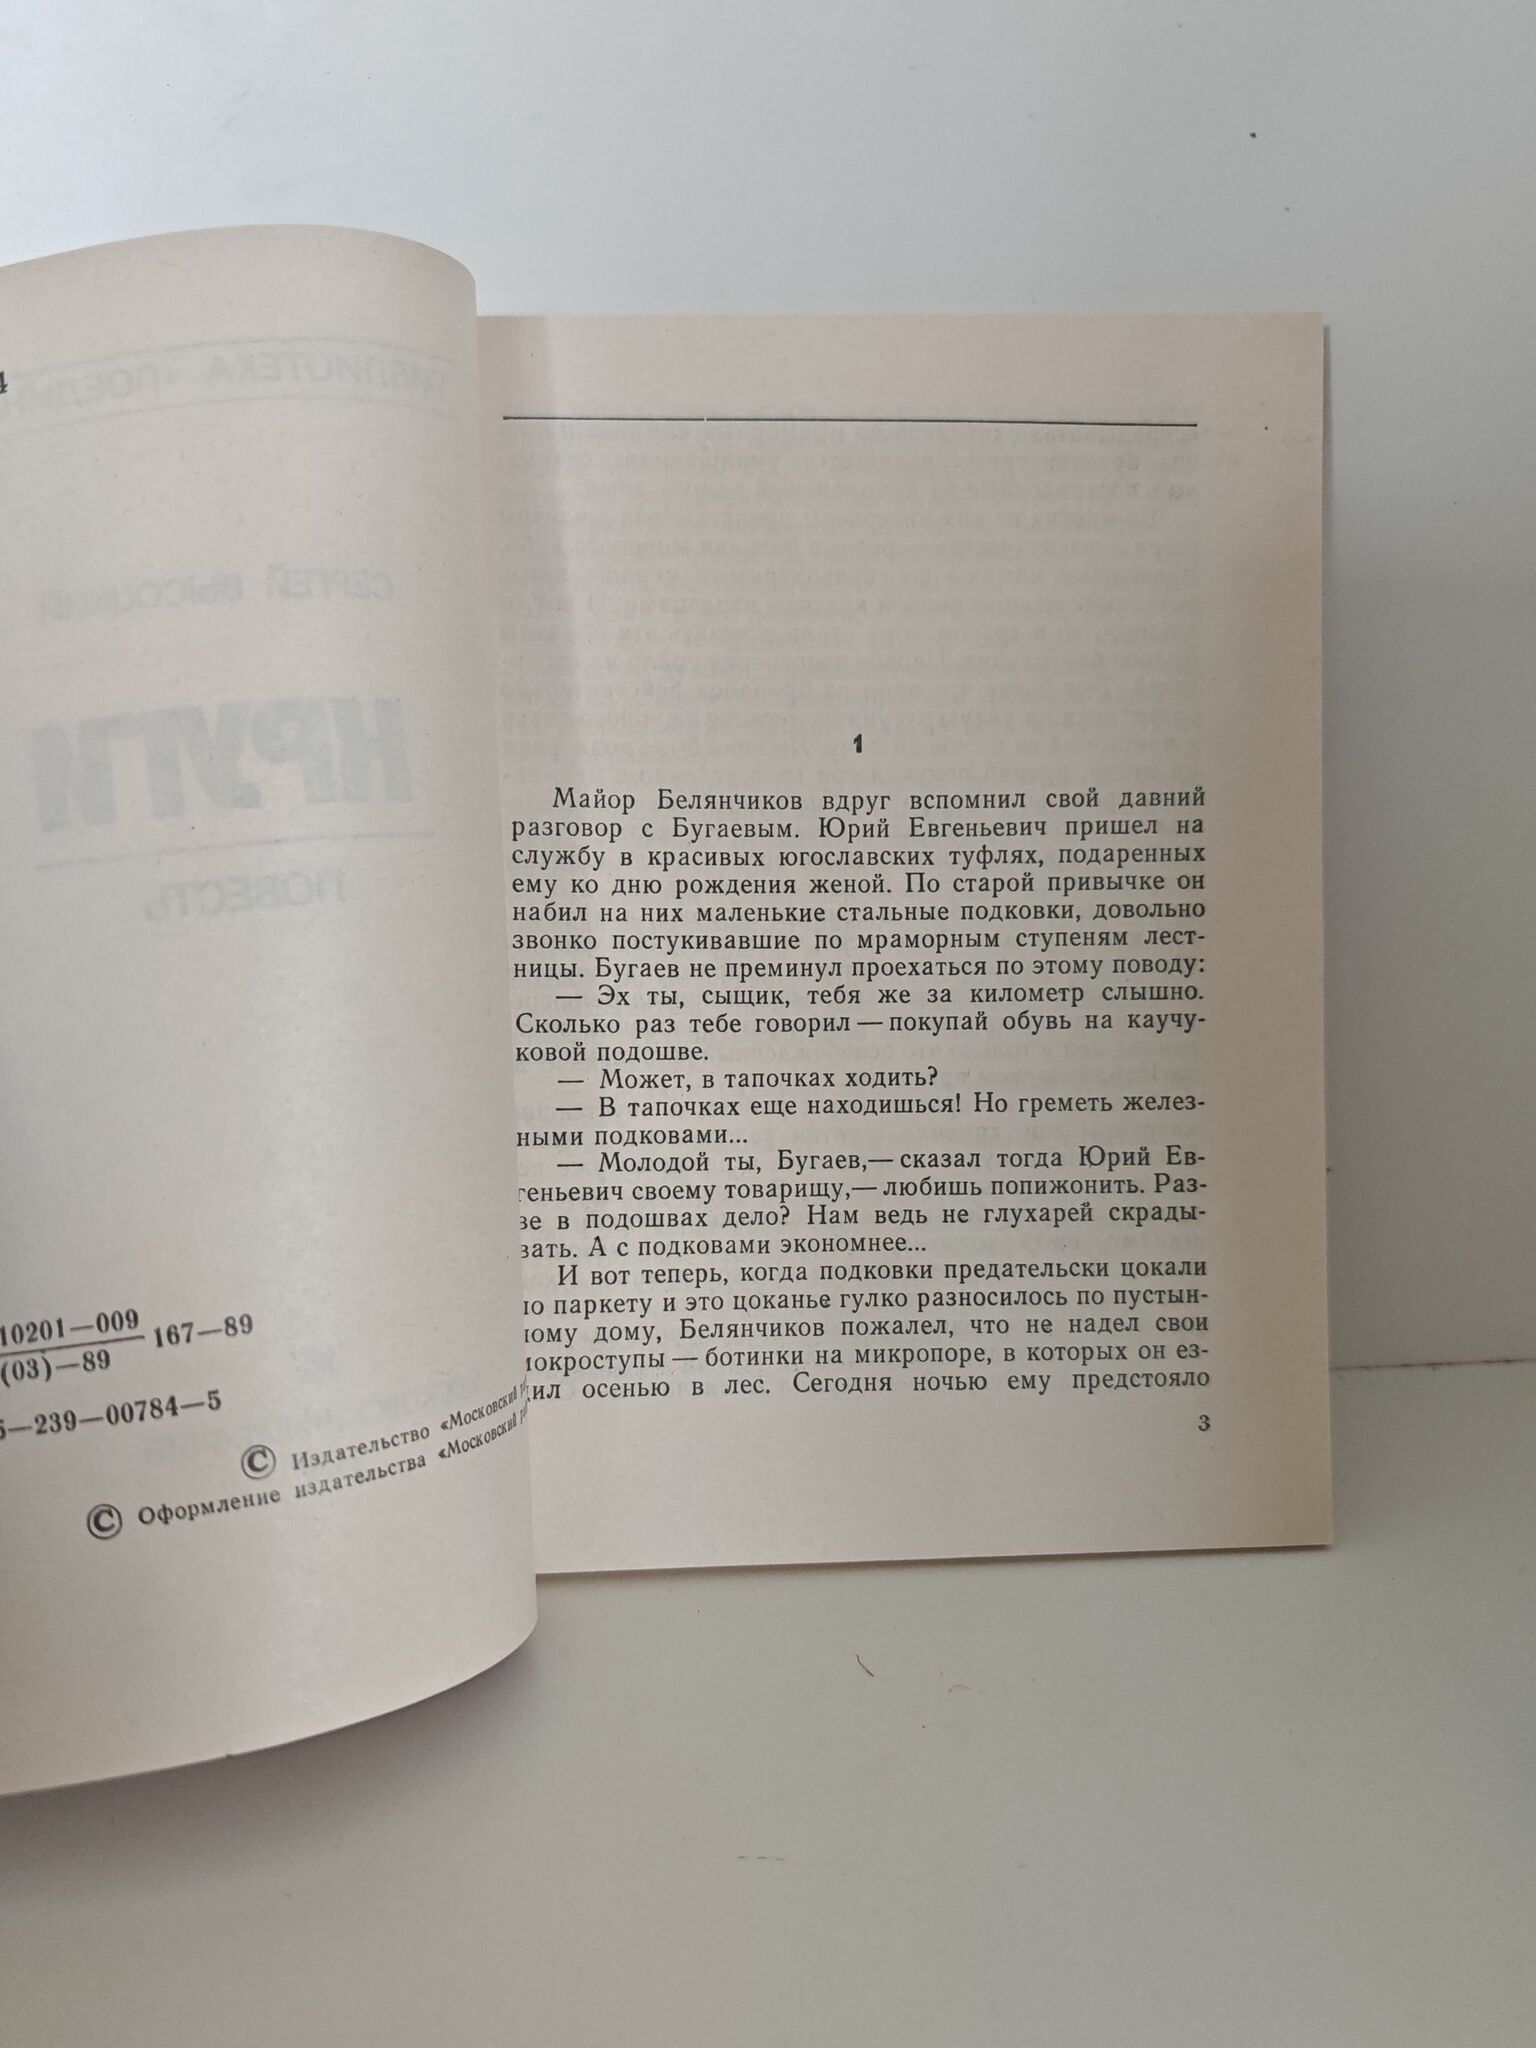 4
10201—009
(03)—89
167—89
5—239—00784—5
© Издательство «Московский
© Оформление издательства «Московский
1
Майор Белянчиков вдруг вспомнил свой давний
разговор с Бугаевым. Юрий Евгеньевич пришел на
службу в красивых югославских туфлях, подаренных
ему ко дню рождения женой. По старой привычке он
набил на них маленькие стальные подковки, довольно
звонко постукивавшие по мраморным ступеням лест-
ницы. Бугаев не преминул проехаться по этому поводу:
— Эх ты, сыщик, тебя же за километр слышно.
Сколько раз тебе говорил — покупай обувь на каучу-
ковой подошве.
— Может, в тапочках ходить?
— В тапочках еще находишься! Но греметь желез-
ными подковами...
— Молодой ты, Бугаев,— сказал тогда Юрий Ев-
геньевич своему товарищу,— любишь попижонить. Раз-
ве в подошвах дело? Нам ведь не глухарей скрады-
вать. А с подковами экономнее...
И вот теперь, когда подковки предательски цокали
по паркету и это цоканье гулко разносилось по пустын-
ному дому, Белянчиков пожалел, что не надел свои
мокроступы — ботинки на микропоре, в которых он ез-
дил осенью в лес. Сегодня ночью ему предстояло
3